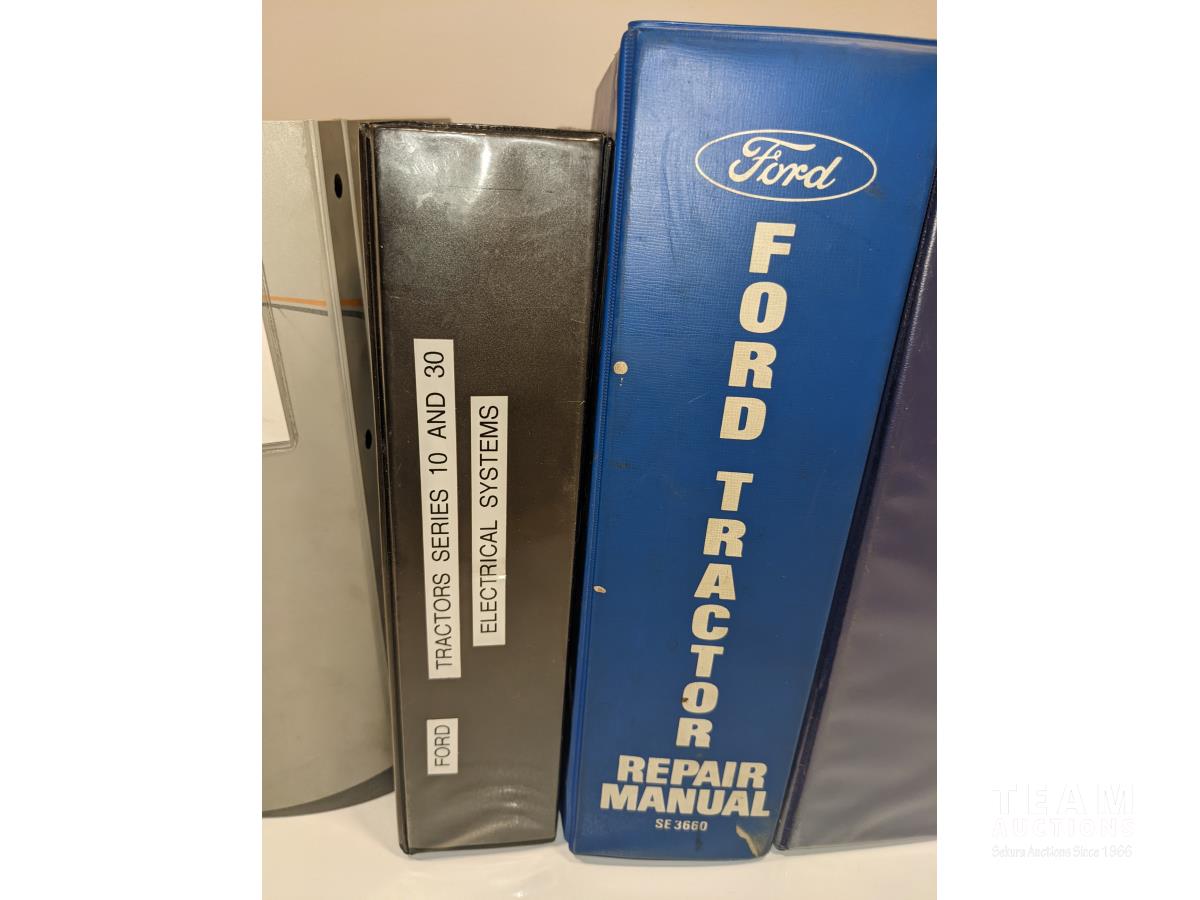 FORD TRACTORS SERIES 10 AND 30
ELECTRICAL SYSTEMS
Ford
FORD TRACTOR
REPAIR
MANUAL
SE 3660
TEAM
AUCTIONS
Sekura Auctions Since 1966